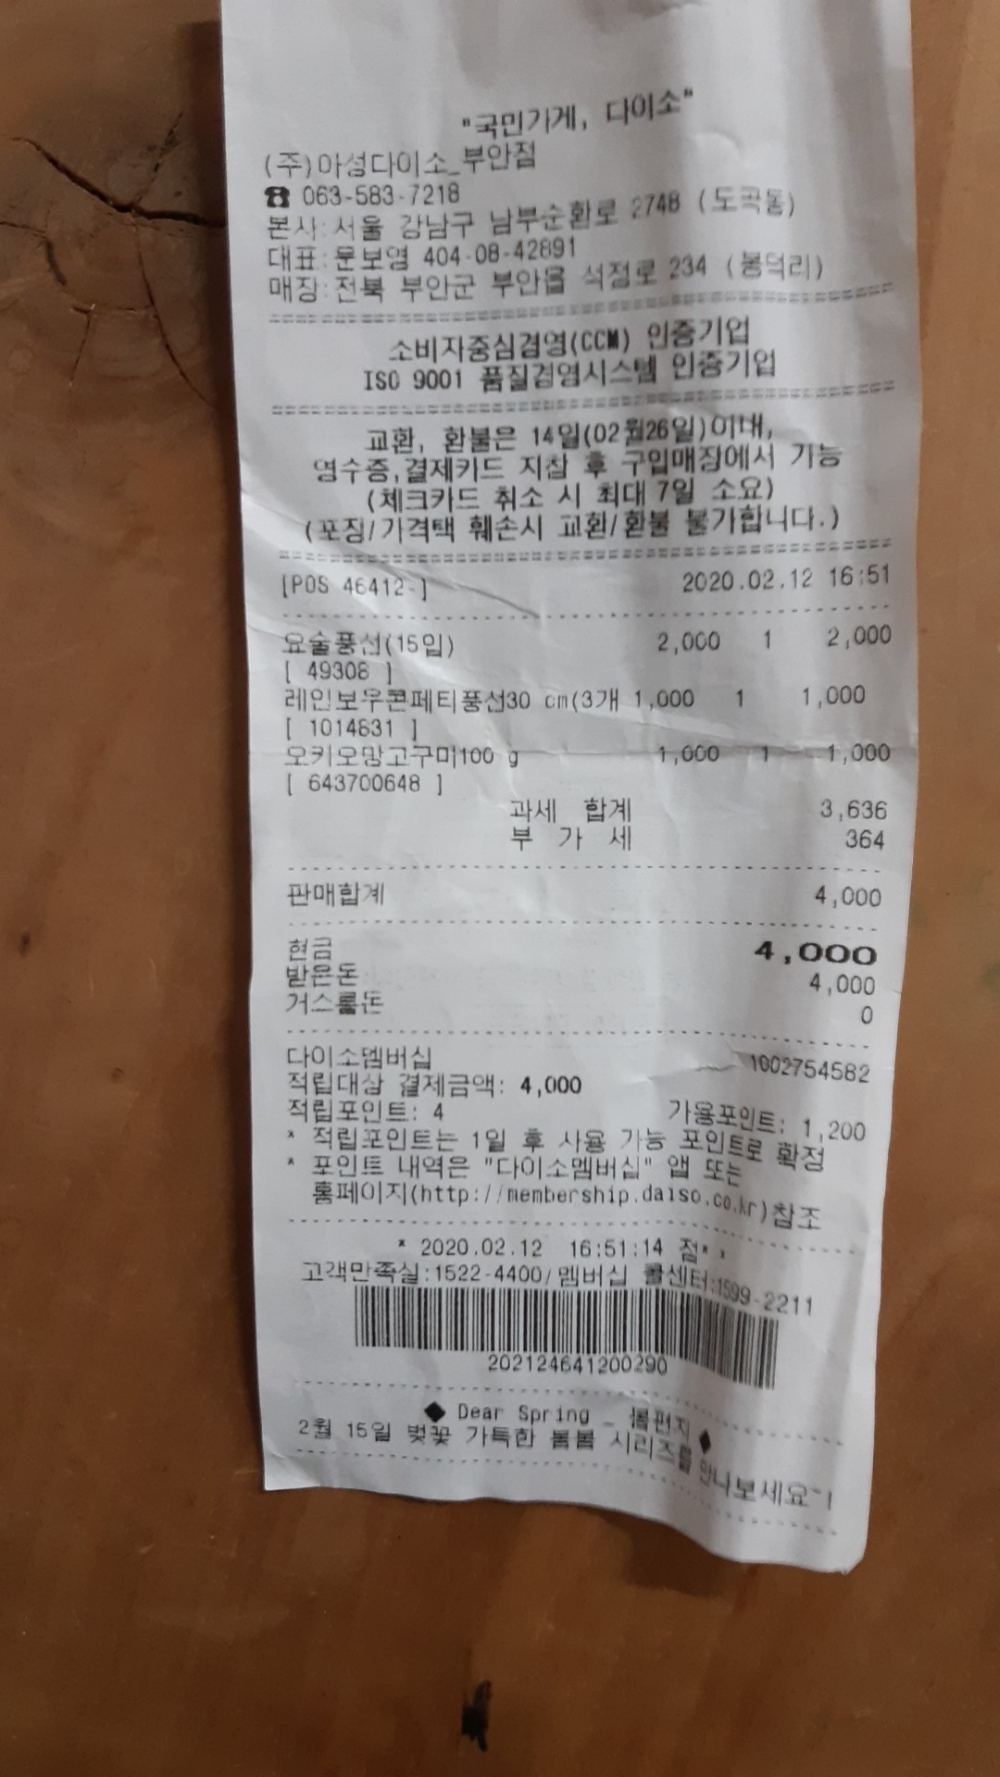 "국민가게, 다이소"
(주)아성다이소_부안점
☎ 063-583-7218
본사:서울 강남구 남부순환로 2748 (도곡동)
대표:문보영 404-08-42891
매장:전북 부안군 부안읍 석정로 234 (봉덕리)
소비자중심경영(CCM) 인증기업
ISO 9001 품질경영시스템 인증기업
교환, 환불은 14일(02월26일)이내,
영수증,결제카드 지참 후 구입매장에서 가능
(체크카드 취소 시 최대 7일 소요)
(포장/가격택 훼손시 교환/환불 불가합니다.)
[POS 46412-] 2020.02.12 16:51
요술풍선(15입) 2,000 1 2,000
[ 49308 ]
레인보우콘페티풍선30 cm(3개 1,000 1 1,000
[ 1014631 ]
오키오망고구미100 g 1,000 1 1,000
[ 643700648 ]
과세 합계 3,636
부 가 세 364
판매합계 4,000
현금 4,000
받은돈 4,000
거스름돈 0
다이소멤버십 1002754582
적립대상 결제금액: 4,000
적립포인트: 4 가용포인트: 1,200
* 적립포인트는 1일 후 사용 가능 포인트로 확정
* 포인트 내역은 "다이소멤버십" 앱 또는
홈페이지(http://membership.daiso.co.kr)참조
* 2020.02.12 16:51:14 점* *
고객만족실:1522-4400/멤버십 콜센터:1599-2211
202124641200290
◆ Dear Spring _ 봄편지 ◆
2월 15일 벚꽃 가득한 봄봄 시리즈를 만나보세요~!